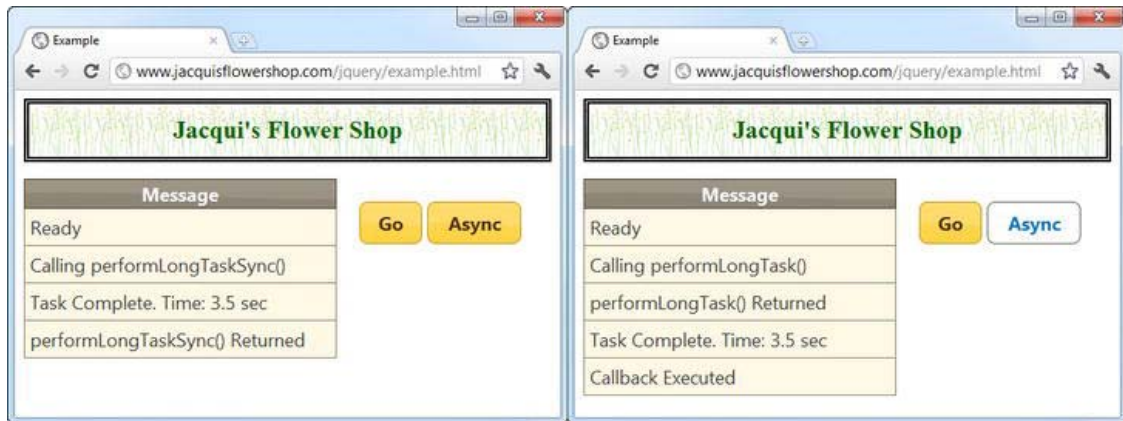 Example
www.jacquisflowershop.com/jquery/example.html
Jacqui's Flower Shop
Message
Ready
Calling performLongTaskSync()
Task Complete. Time: 3.5 sec
performLongTaskSync() Returned
Go
Async
Example
www.jacquisflowershop.com/jquery/example.html
Jacqui's Flower Shop
Message
Ready
Calling performLongTask()
performLongTask() Returned
Task Complete. Time: 3.5 sec
Callback Executed
Go
Async